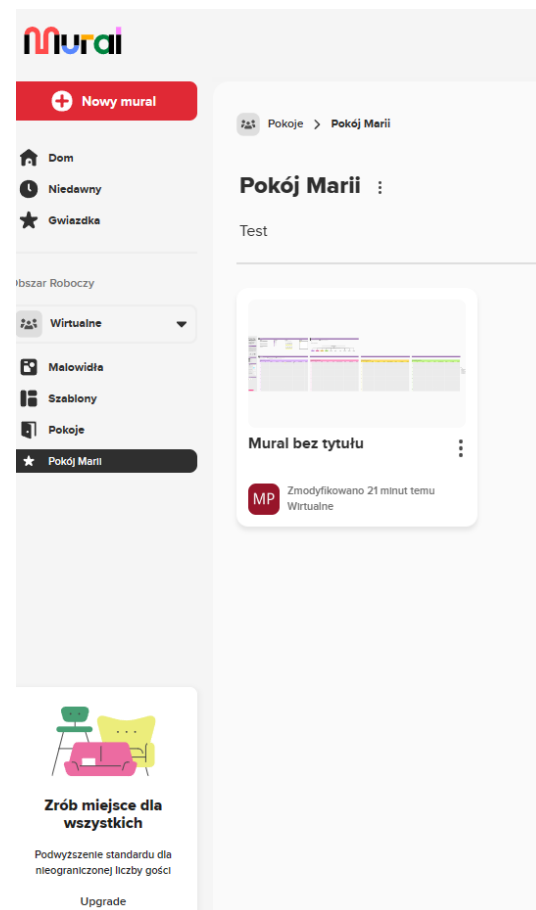 Mural
Nowy mural
Pokoje > Pokój Marii
Dom
Niedawny
Gwiazdka
Pokój Marii
Test
Obszar Roboczy
Wirtualne
Malowidła
Szablony
Pokoje
Pokój Marii
Mural bez tytułu
MP
Zmodyfikowano 21 minut temu
Wirtualne
Zrób miejsce dla
wszystkich
Podwyższenie standardu dla
nieograniczonej liczby gości
Upgrade